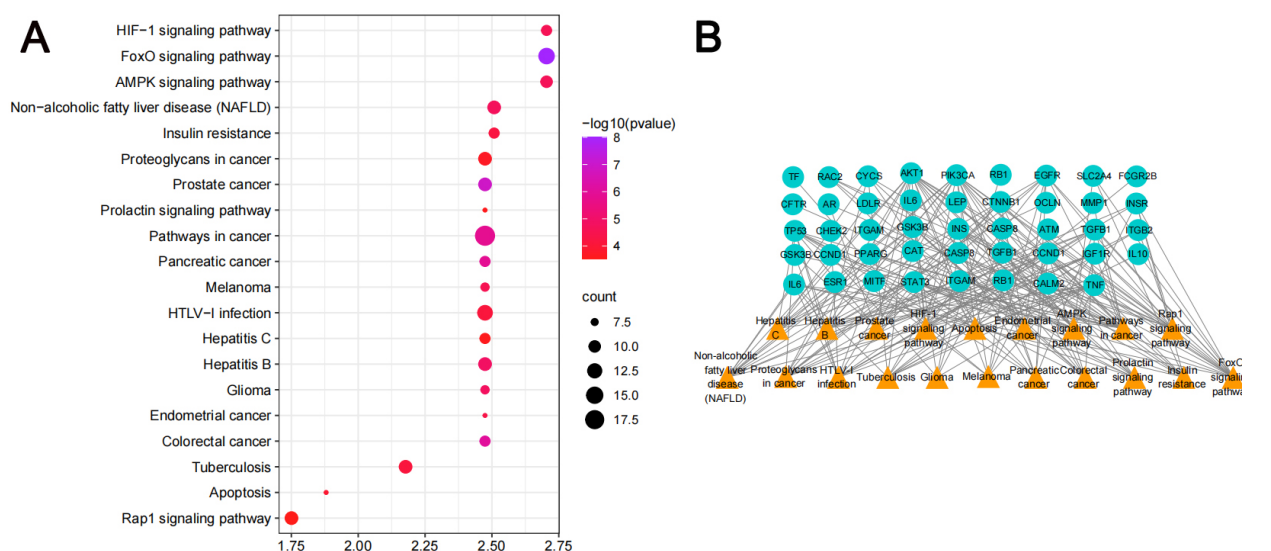 A
HIF−1 signaling pathway
FoxO signaling pathway
AMPK signaling pathway
Non−alcoholic fatty liver disease (NAFLD)
Insulin resistance
Proteoglycans in cancer
Prostate cancer
Prolactin signaling pathway
Pathways in cancer
Pancreatic cancer
Melanoma
HTLV−I infection
Hepatitis C
Hepatitis B
Glioma
Endometrial cancer
Colorectal cancer
Tuberculosis
Apoptosis
Rap1 signaling pathway
1.75 2.00 2.25 2.50 2.75
−log10(pvalue)
8
7
6
5
4
count
7.5
10.0
12.5
15.0
17.5
B
TF RAC2 CYCS AKT1 PIK3CA RB1 EGFR SLC2A4 FCGR2B
CFTR AR LDLR IL6 LEP CTNNB1 OCLN MMP1 INSR
TP53 CHEK2 ITGAM GSK3B INS CASP8 ATM TGFB1 ITGB2
GSK3B CCND1 PPARG CAT CASP8 TGFB1 CCND1 IGF1R IL10
IL6 ESR1 MITF STAT3 ITGAM RB1 CALM2 TNF
Hepatitis
C
Hepatitis
B
Prostate
cancer
HIF-1
signaling
pathway
Apoptosis
Endometrial
cancer
AMPK
signaling
pathway
Pathways
in cancer
Rap1
signaling
pathway
Non-alcoholic
fatty liver
disease
(NAFLD)
Proteoglycans
in cancer
HTLV-I
infection
Tuberculosis
Glioma
Melanoma
Pancreatic
cancer
Colorectal
cancer
Prolactin
signaling
pathway
Insulin
resistance
FoxO
signali
pathwa